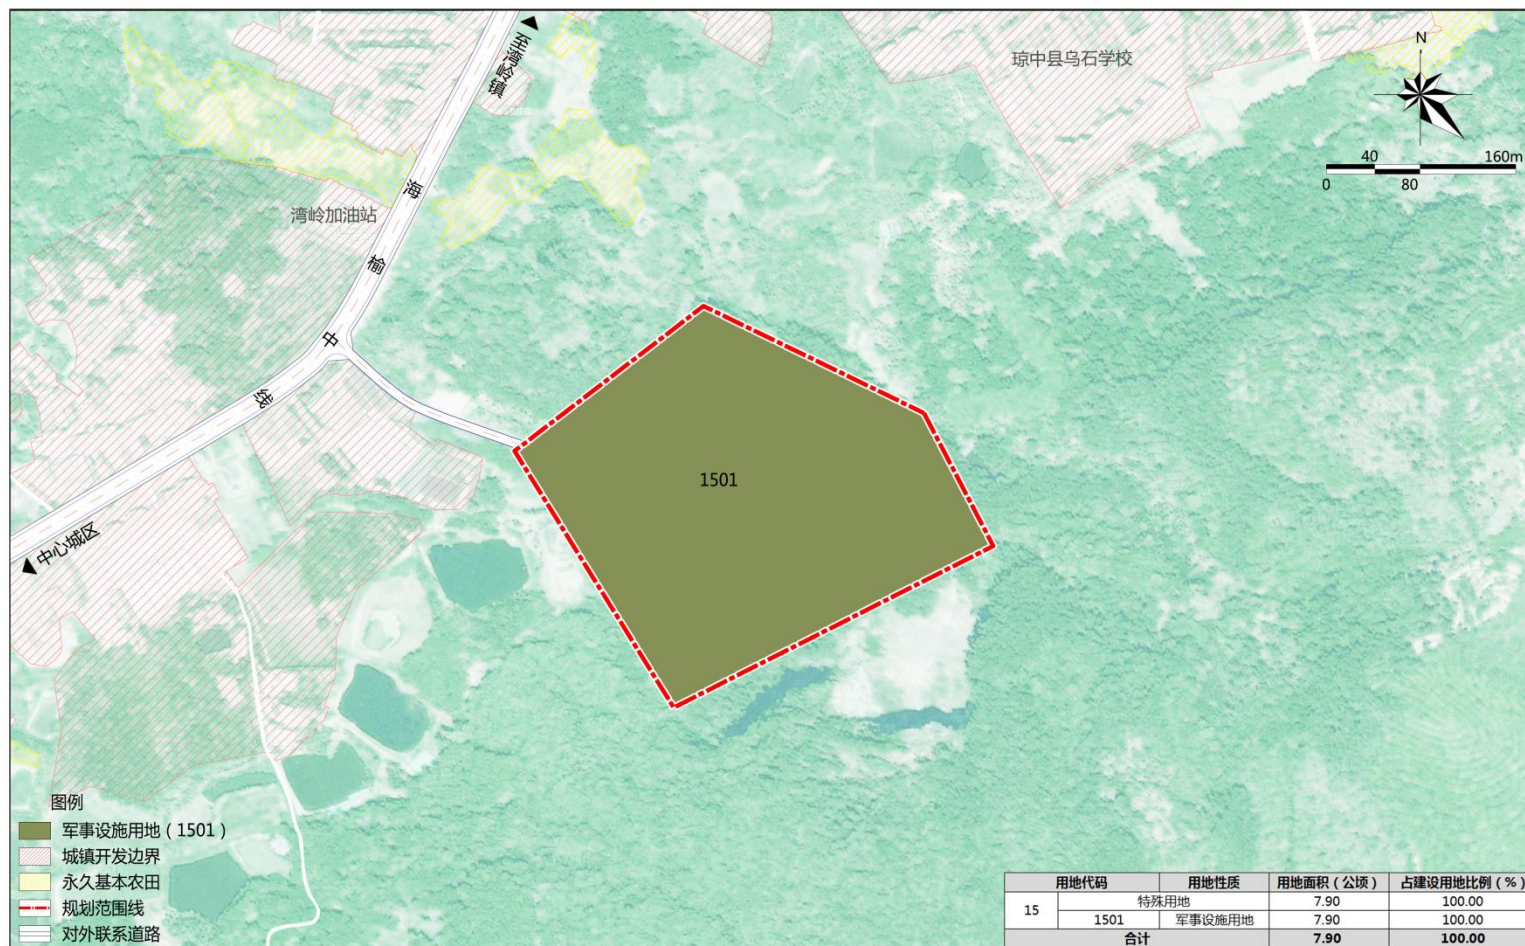 至湾岭镇
琼中县乌石学校
N
40 160m
0 80
湾岭加油站
海
榆
中
线
1501
中心城区
图例
军事设施用地（1501）
城镇开发边界
永久基本农田
规划范围线
对外联系道路
用地代码 用地性质 用地面积（公顷） 占建设用地比例（%）
15 特殊用地 7.90 100.00
1501 军事设施用地 7.90 100.00
合计 7.90 100.00